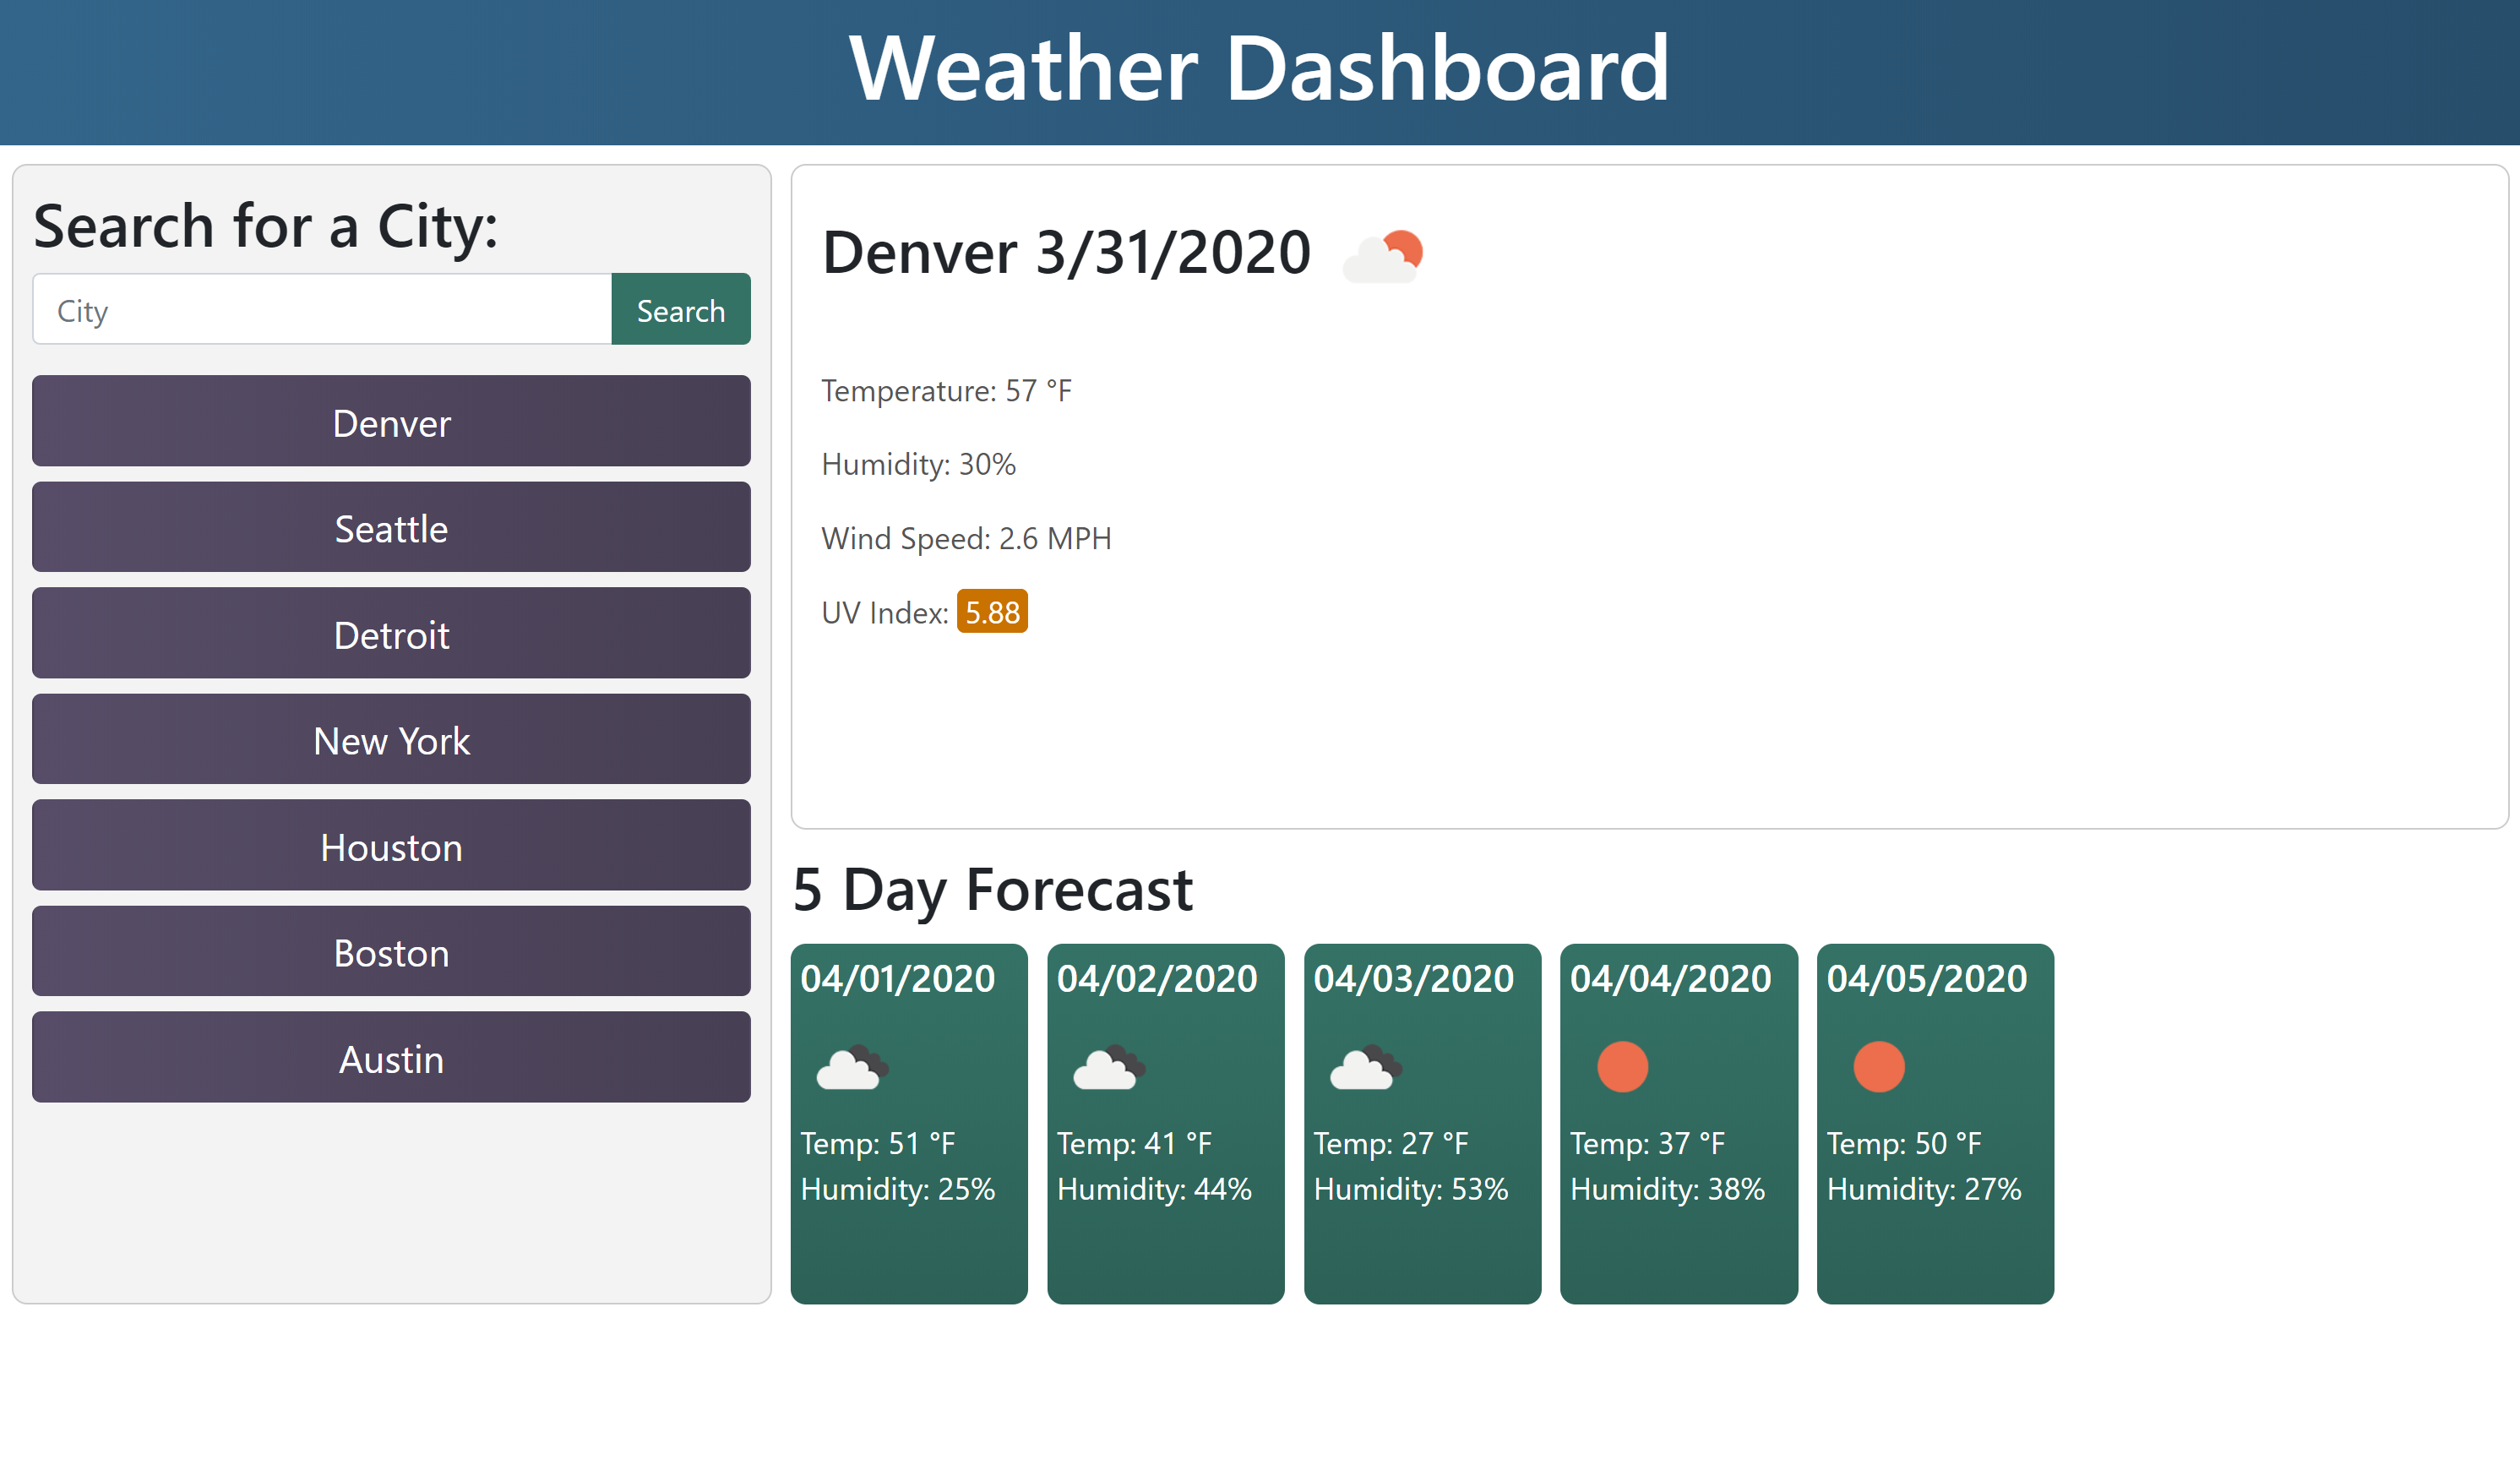 Weather Dashboard
Search for a City:
City
Search
Denver
Seattle
Detroit
New York
Houston
Boston
Austin
Denver 3/31/2020
Temperature: 57 °F
Humidity: 30%
Wind Speed: 2.6 MPH
UV Index: 5.88
5 Day Forecast
04/01/2020
Temp: 51 °F
Humidity: 25%
04/02/2020
Temp: 41 °F
Humidity: 44%
04/03/2020
Temp: 27 °F
Humidity: 53%
04/04/2020
Temp: 37 °F
Humidity: 38%
04/05/2020
Temp: 50 °F
Humidity: 27%